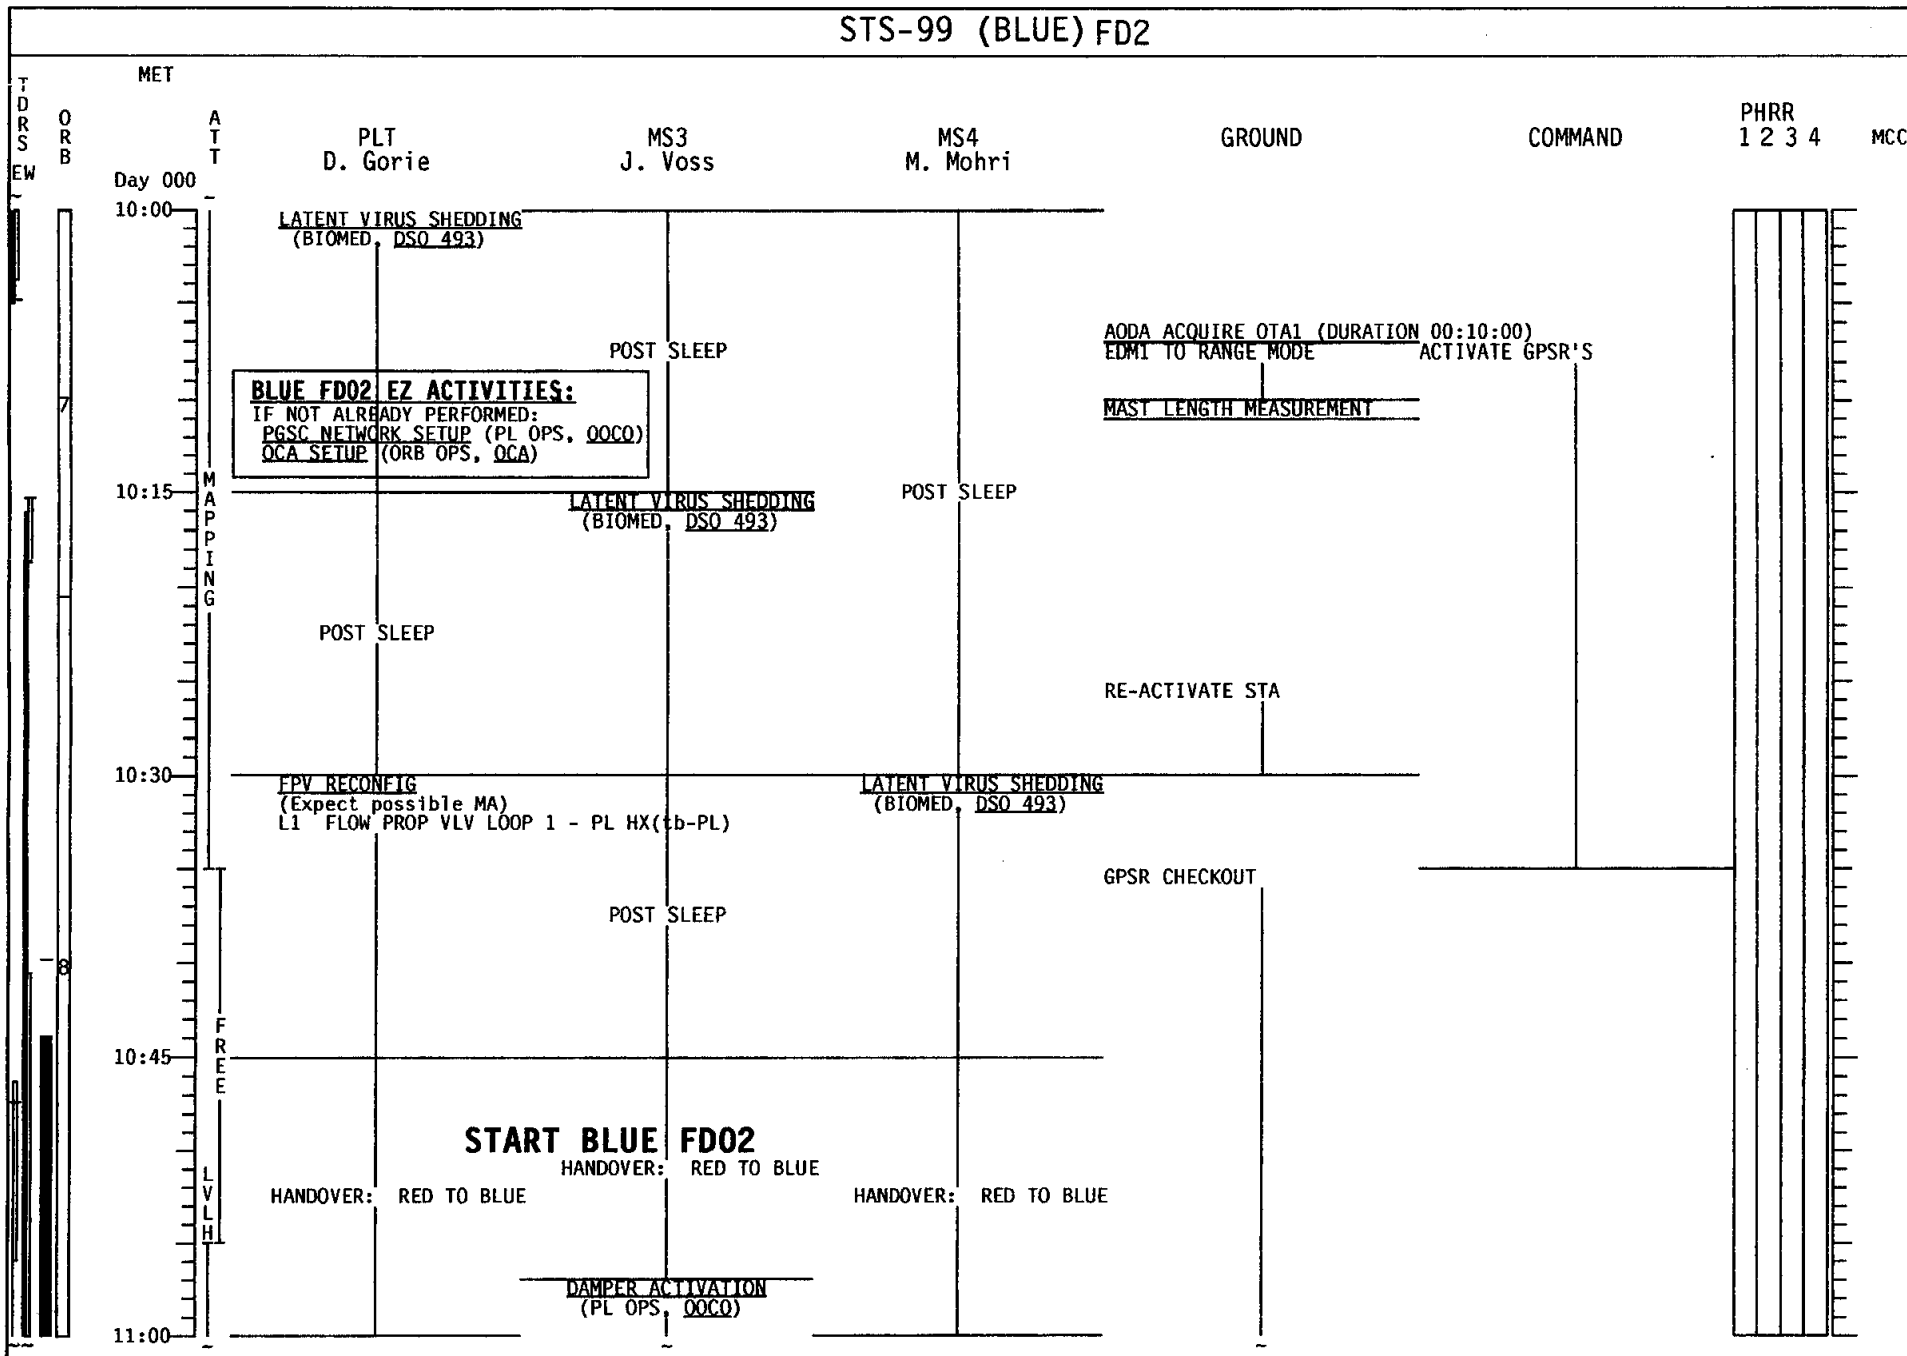 STS-99 (BLUE) FD2
MET
TDRS
EW
ORB
ATT
PLT
D. Gorie
MS3
J. Voss
MS4
M. Mohri
GROUND
COMMAND
PHRR
1 2 3 4
MCC
Day 000
10:00
LATENT VIRUS SHEDDING
(BIOMED, DSO 493)
POST SLEEP
AODA ACQUIRE OTA1 (DURATION 00:10:00)
EDM1 TO RANGE MODE
ACTIVATE GPSR'S
BLUE FD02 EZ ACTIVITIES:
IF NOT ALREADY PERFORMED:
PGSC NETWORK SETUP (PL OPS, OOCO)
OCA SETUP (ORB OPS, OCA)
7
MAST LENGTH MEASUREMENT
MAPPING
10:15
LATENT VIRUS SHEDDING
(BIOMED, DSO 493)
POST SLEEP
POST SLEEP
RE-ACTIVATE STA
10:30
FPV RECONFIG
(Expect possible MA)
L1 FLOW PROP VLV LOOP 1 - PL HX(tb-PL)
LATENT VIRUS SHEDDING
(BIOMED, DSO 493)
GPSR CHECKOUT
POST SLEEP
8
FREE
10:45
START BLUE FD02
HANDOVER: RED TO BLUE
HANDOVER: RED TO BLUE
HANDOVER: RED TO BLUE
LVLH
DAMPER ACTIVATION
(PL OPS, OOCO)
11:00